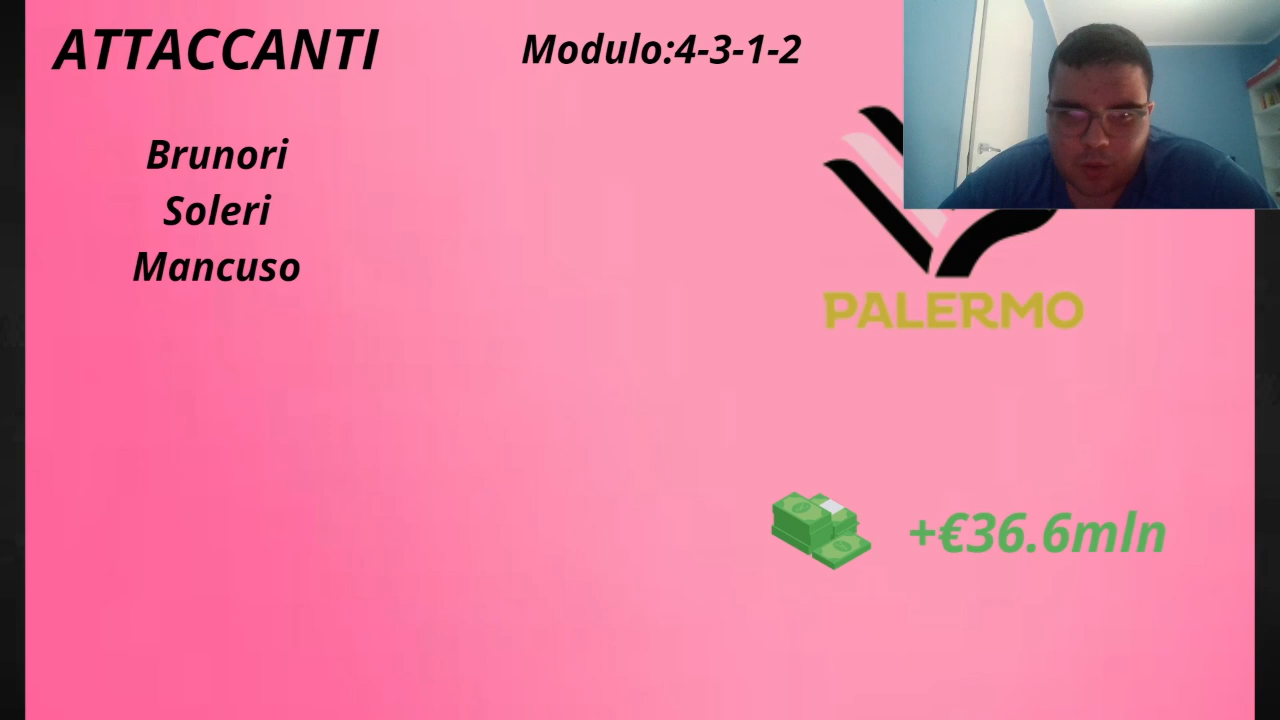 ATTACCANTI
Modulo:4-3-1-2
Brunori
Soleri
Mancuso
PALERMO
+€36.6mln